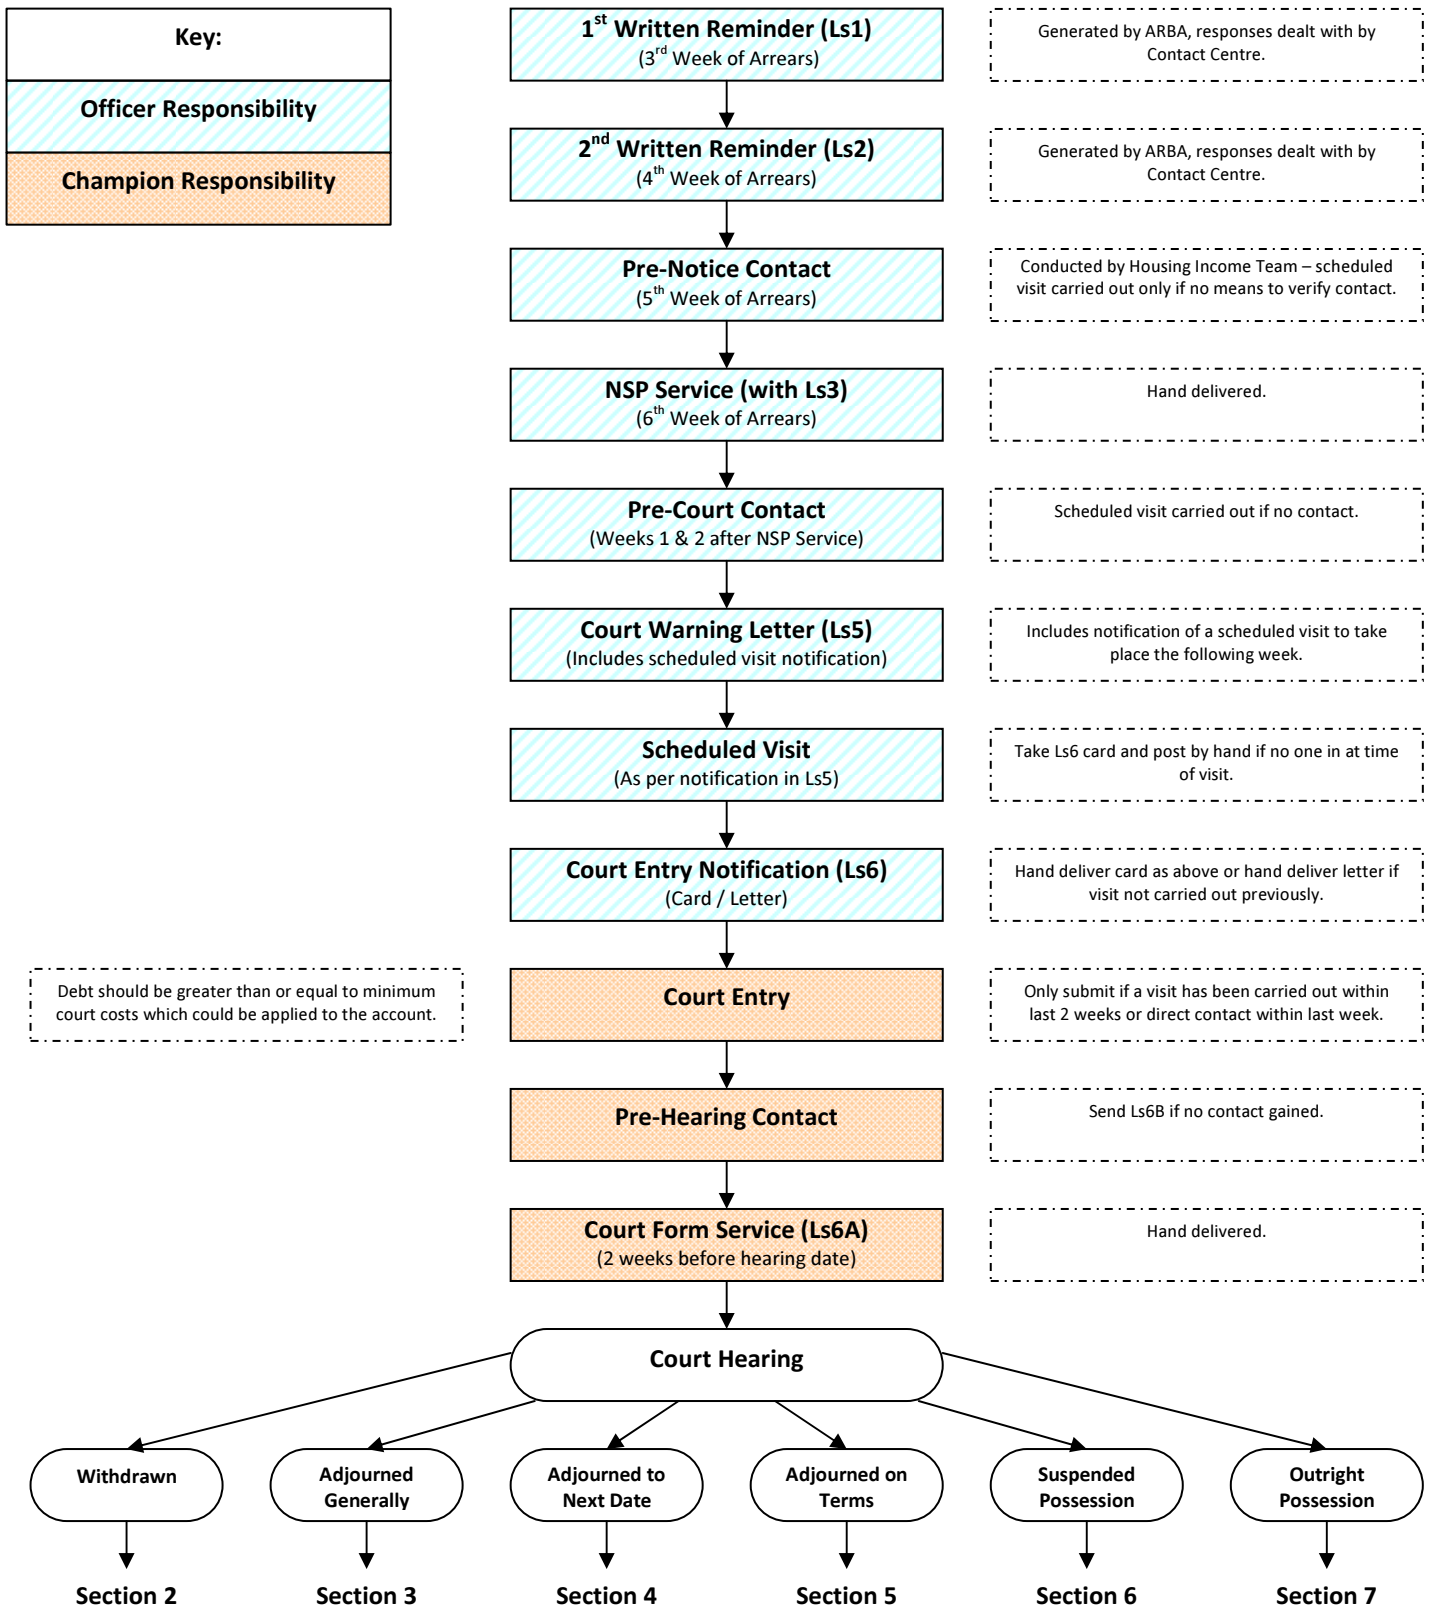 Key:
Officer Responsibility
Champion Responsibility
1st Written Reminder (Ls1)
(3rd Week of Arrears)
Generated by ARBA, responses dealt with by
Contact Centre.
2nd Written Reminder (Ls2)
(4th Week of Arrears)
Generated by ARBA, responses dealt with by
Contact Centre.
Pre-Notice Contact
(5th Week of Arrears)
Conducted by Housing Income Team – scheduled
visit carried out only if no means to verify contact.
NSP Service (with Ls3)
(6th Week of Arrears)
Hand delivered.
Pre-Court Contact
(Weeks 1 & 2 after NSP Service)
Scheduled visit carried out if no contact.
Court Warning Letter (Ls5)
(Includes scheduled visit notification)
Includes notification of a scheduled visit to take
place the following week.
Scheduled Visit
(As per notification in Ls5)
Take Ls6 card and post by hand if no one in at time
of visit.
Court Entry Notification (Ls6)
(Card / Letter)
Hand deliver card as above or hand deliver letter if
visit not carried out previously.
Debt should be greater than or equal to minimum
court costs which could be applied to the account.
Court Entry
Only submit if a visit has been carried out within
last 2 weeks or direct contact within last week.
Pre-Hearing Contact
Send Ls6B if no contact gained.
Court Form Service (Ls6A)
(2 weeks before hearing date)
Hand delivered.
Court Hearing
Withdrawn
Adjourned
Generally
Adjourned to
Next Date
Adjourned on
Terms
Suspended
Possession
Outright
Possession
Section 2
Section 3
Section 4
Section 5
Section 6
Section 7